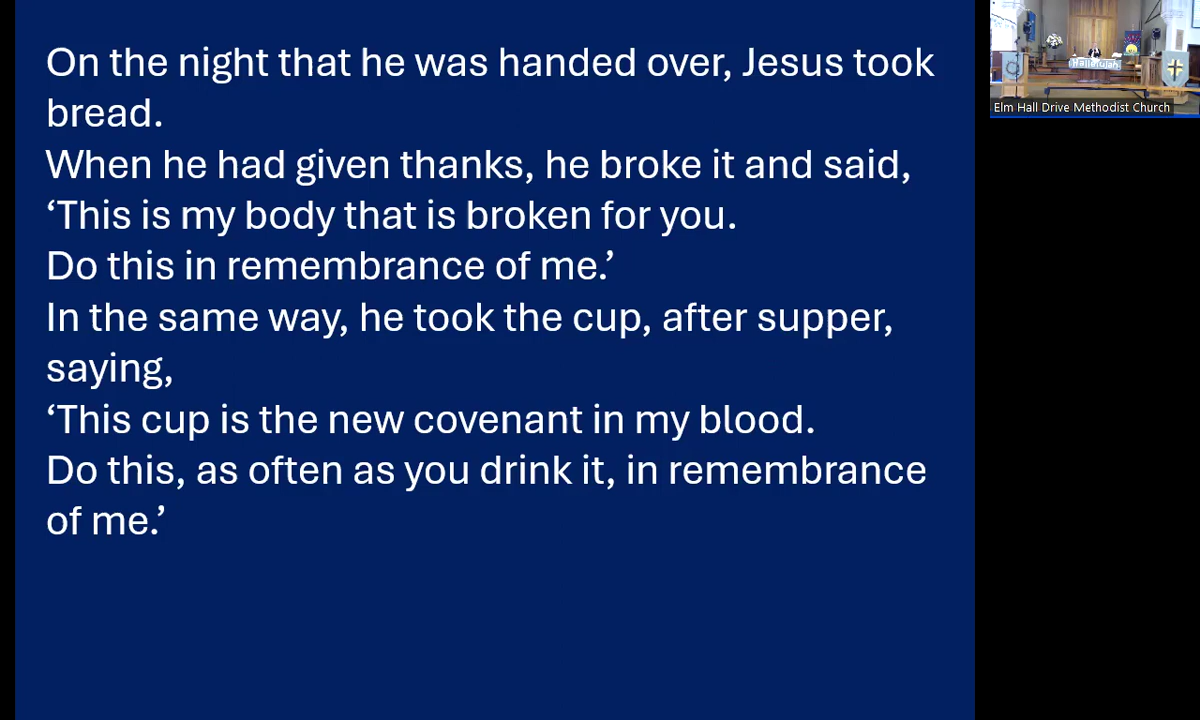 On the night that he was handed over, Jesus took
bread.
When he had given thanks, he broke it and said,
‘This is my body that is broken for you.
Do this in remembrance of me.’
In the same way, he took the cup, after supper,
saying,
‘This cup is the new covenant in my blood.
Do this, as often as you drink it, in remembrance
of me.’
Hallelujah
Elm Hall Drive Methodist Church